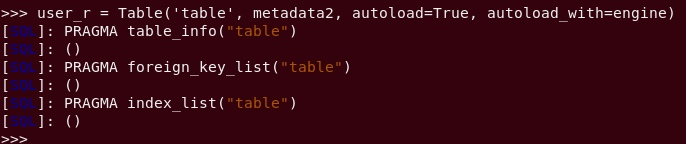 >>> user_r = Table('table', metadata2, autoload=True, autoload_with=engine)
[SQL]: PRAGMA table_info("table")
[SQL]: ()
[SQL]: PRAGMA foreign_key_list("table")
[SQL]: ()
[SQL]: PRAGMA index_list("table")
[SQL]: ()
>>>